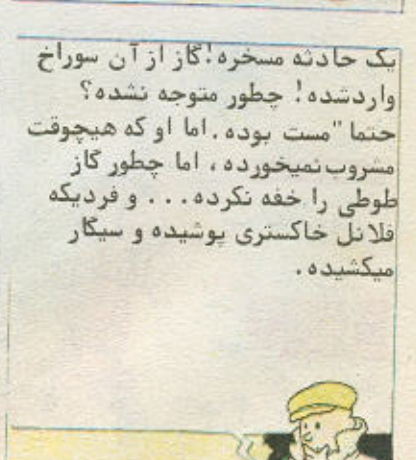 یک حادثه مسخره!گاز از آن سوراخ
واردشده! چطور متوجه نشده؟
حتما "مست بوده.اما او که هیچوقت
مشروب نمیخورده، اما چطور گاز
طوطی را خفه نکرده... و فردیکه
فلانل خاکستری پوشیده و سیگار
میکشیده.